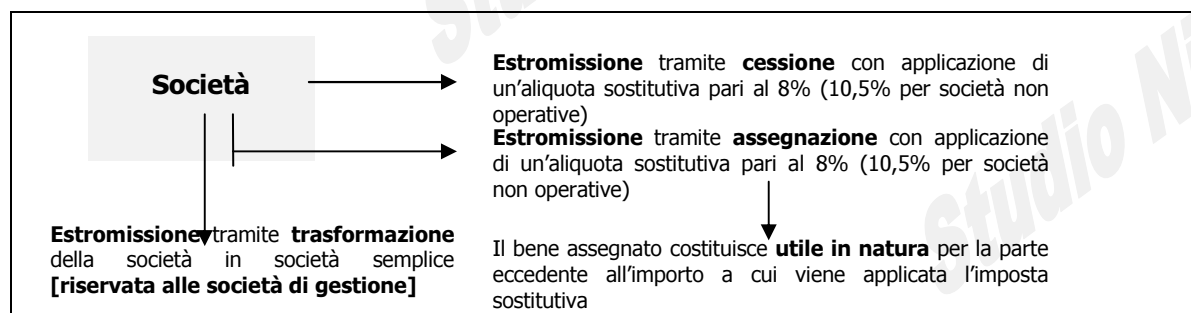 Società
Estromissione tramite cessione con applicazione di
un’aliquota sostitutiva pari al 8% (10,5% per società non
operative)
Estromissione tramite assegnazione con applicazione
di un’aliquota sostitutiva pari al 8% (10,5% per società
non operative)
Estromissione tramite trasformazione
della società in società semplice
[riservata alle società di gestione]
Il bene assegnato costituisce utile in natura per la parte
eccedente all’importo a cui viene applicata l’imposta
sostitutiva
Studio